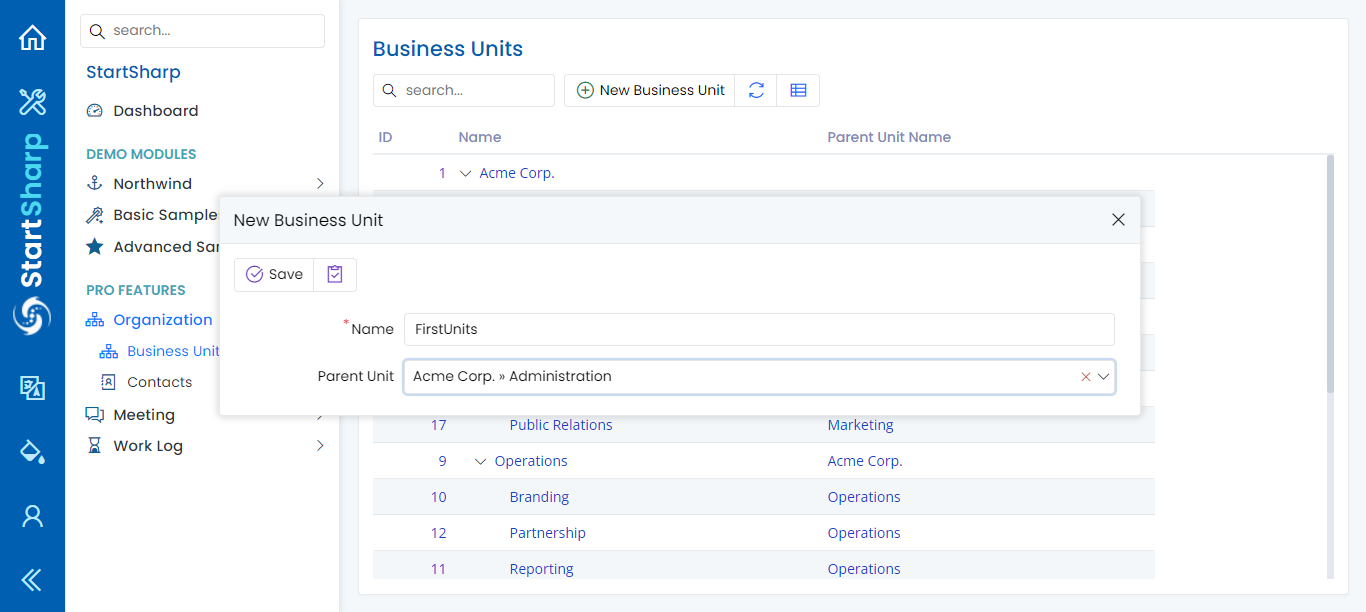 StartSharp
search...
StartSharp
Dashboard
DEMO MODULES
Northwind
Basic Sample
Advanced Sar
PRO FEATURES
Organization
Business Unit
Contacts
Meeting
Work Log
Business Units
search...
New Business Unit
ID Name Parent Unit Name
1 Acme Corp.
New Business Unit
Save
* Name FirstUnits
Parent Unit Acme Corp. » Administration
17 Public Relations Marketing
9 Operations Acme Corp.
10 Branding Operations
12 Partnership Operations
11 Reporting Operations